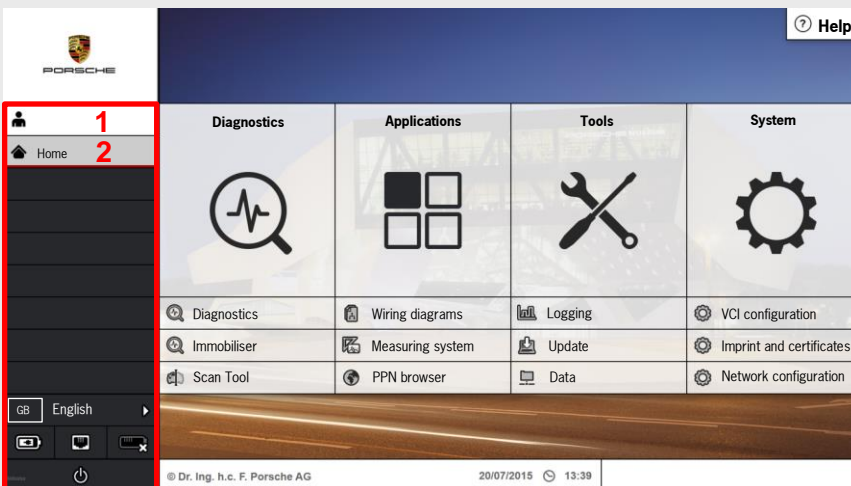 Help
PORSCHE
1
Home 2
Diagnostics Applications Tools System
Diagnostics Wiring diagrams Logging VCI configuration
Immobiliser Measuring system Update Imprint and certificates
Scan Tool PPN browser Data Network configuration
GB English
© Dr. Ing. h.c. F. Porsche AG 20/07/2015 13:39